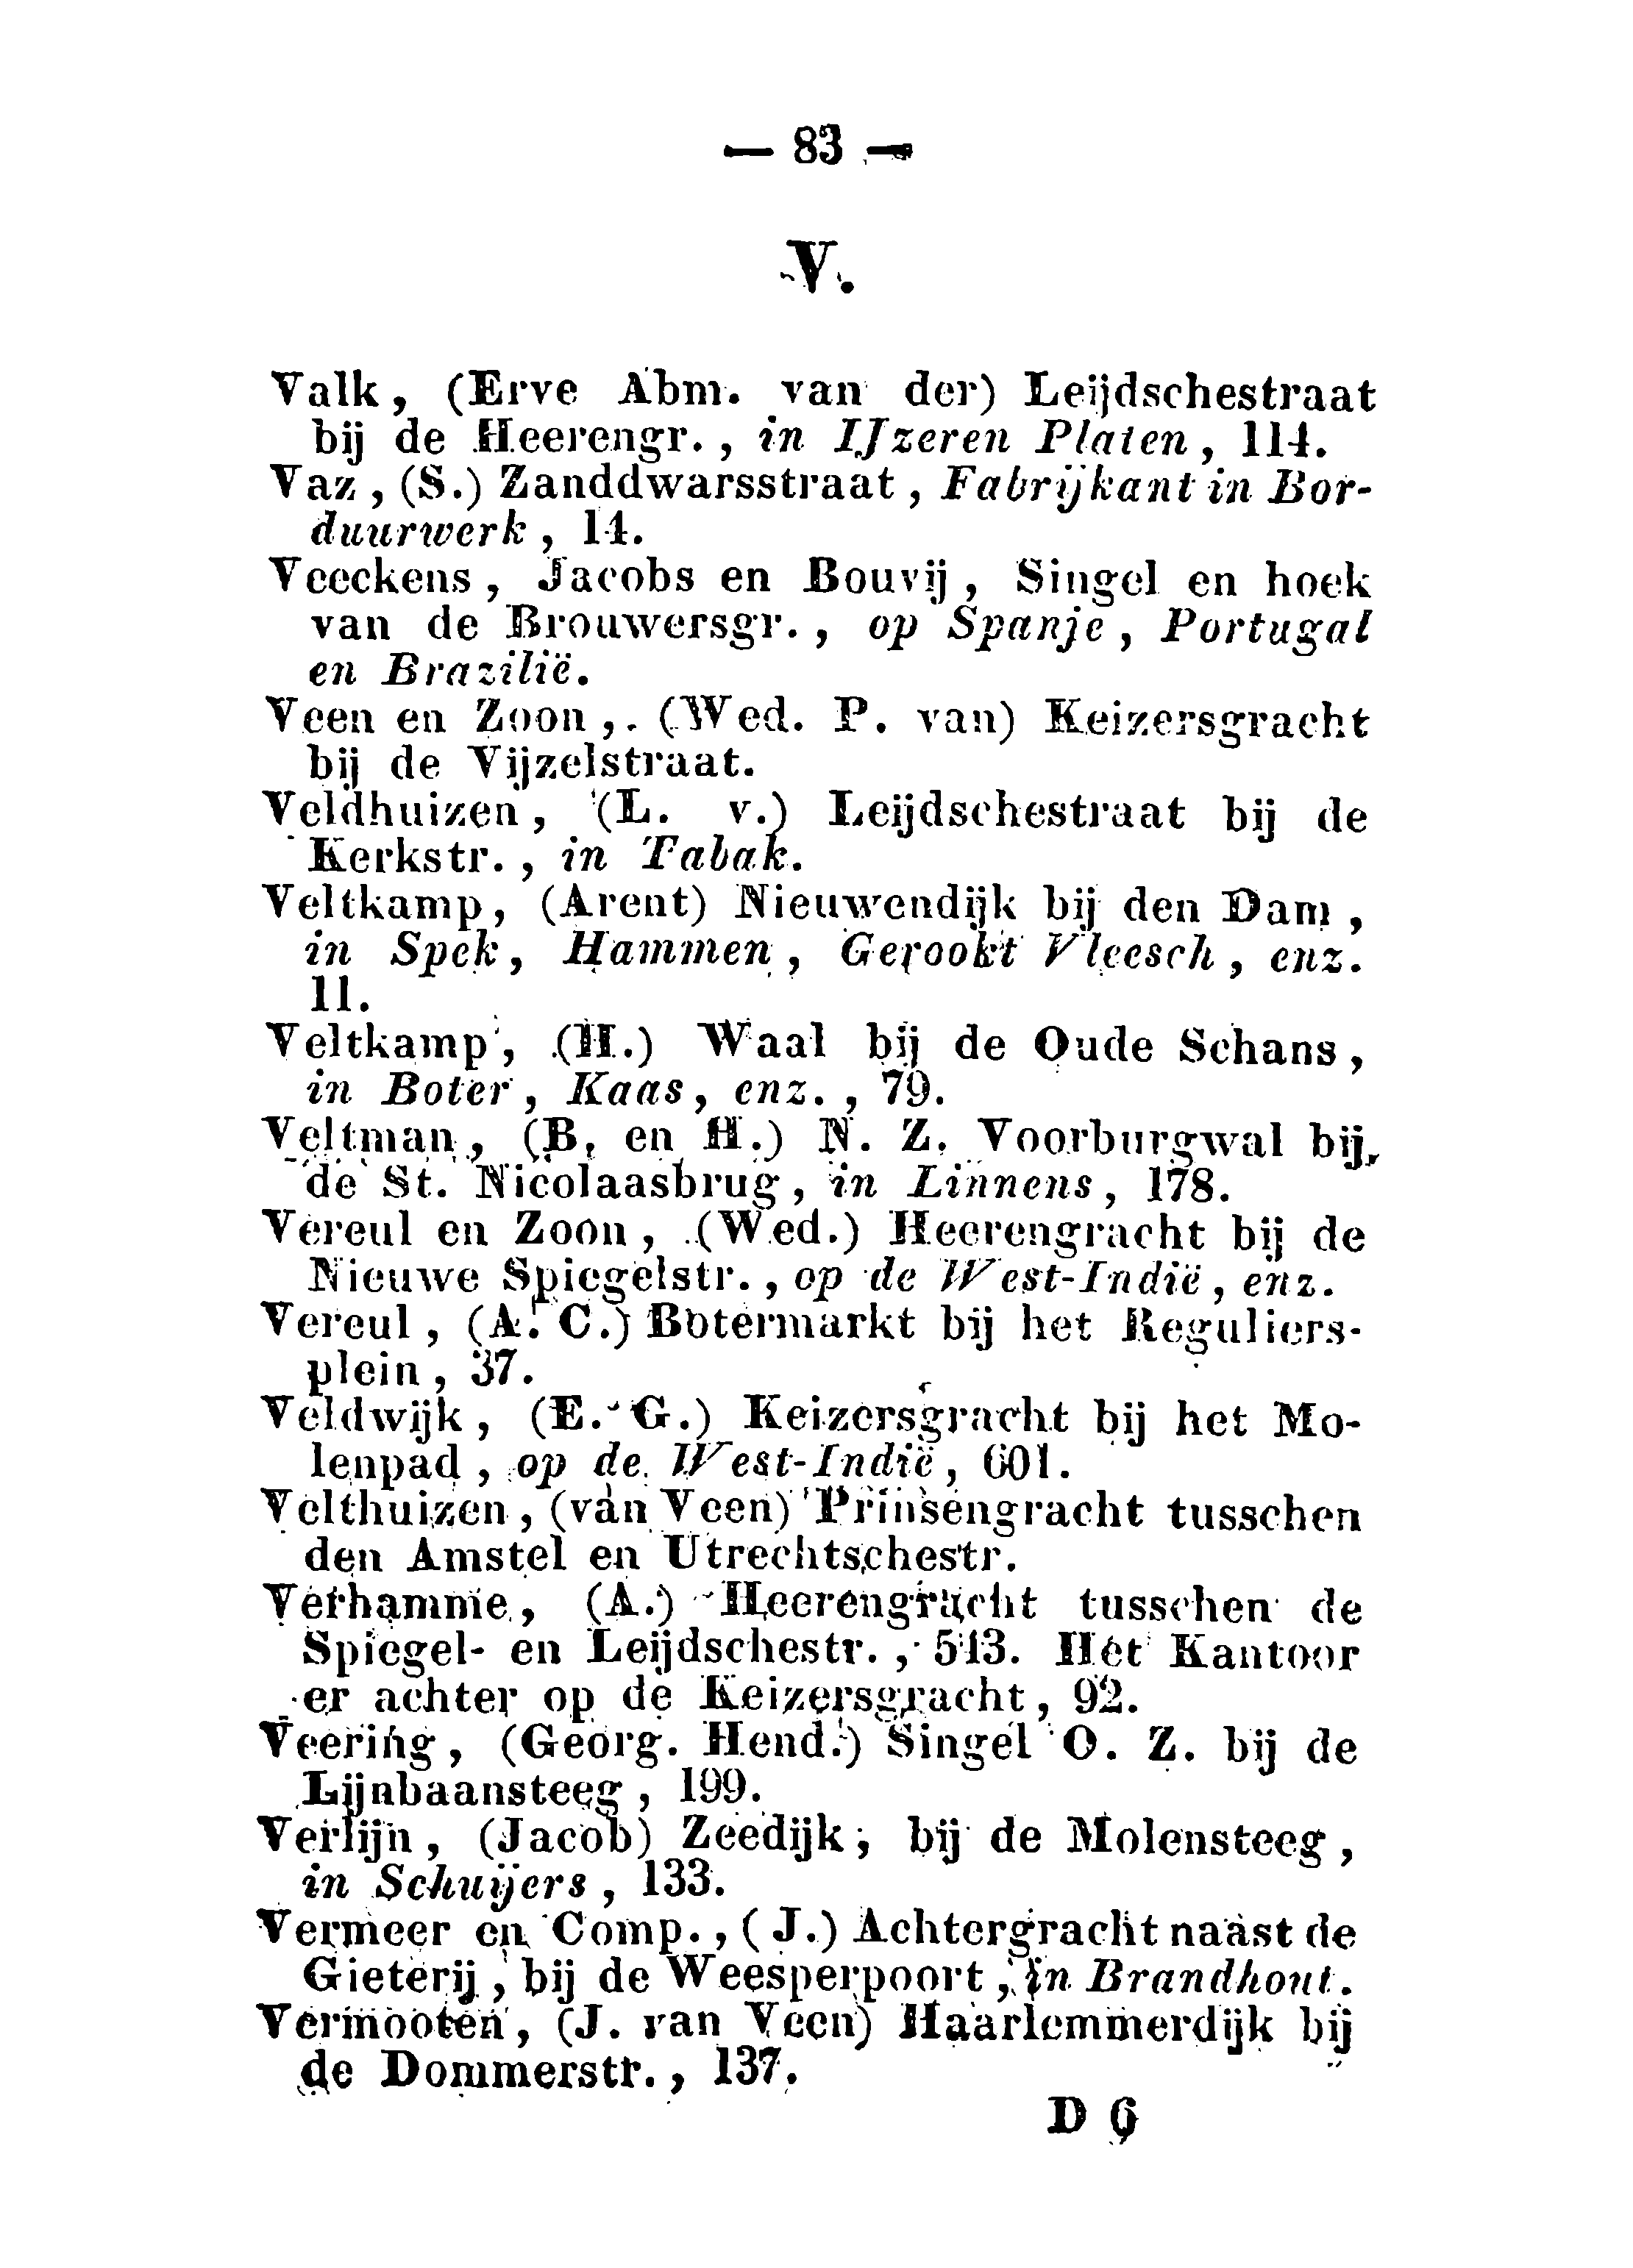 — 83 —
V.
Valk, (Erve Abm. van der) Leijdschestraat
bij de Heerengr., in IJzeren Platen, 114.
Vaz, (S.) Zanddwarsstraat, Fabrijkant in Bor-
duurwerk, 14.
Veeckens, Jacobs en Bouvij, Singel en hoek
van de Brouwersgr., op Spanje, Portugal
en Brazilië.
Veen en Zoon, (Wed. P. van) Keizersgracht
bij de Vijzelstraat.
Veldhuizen, (L. v.) Leijdschestraat bij de
Kerkstr., in Tabak.
Veltkamp, (Arent) Nieuwendijk bij den Dam,
in Spek, Hammen, Gerookt Vleesch, enz.
11.
Veltkamp, (H.) Waal bij de Oude Schans,
in Boter, Kaas, enz., 79.
Veltman, (B. en H.) N. Z. Voorburgwal bij
de St. Nicolaasbrug, in Linnens, 178.
Vereul en Zoon, (Wed.) Heerengracht bij de
Nieuwe Spiegelstr., op de West-Indië, enz.
Vereul, (A. C.) Botermarkt bij het Reguliers-
plein, 37.
Veldwijk, (E. G.) Keizersgracht bij het Mo-
lenpad, op de West-Indië, 601.
Velthuizen, (van Veen) Prinsengracht tusschen
den Amstel en Utrechtschestr.
Verhamme, (A.) Heerengracht tusschen de
Spiegel- en Leijdschestr., 513. Het Kantoor
er achter op de Keizersgracht, 92.
Veering, (Georg. Hend.) Singel O. Z. bij de
Lijnbaansteeg, 199.
Verlijn, (Jacob) Zeedijk, bij de Molensteeg,
in Schuijers, 133.
Vermeer en Comp., (J.) Achtergracht naast de
Gieterij, bij de Weesperpoort, in Brandhout.
Vermooten, (J. van Veen) Haarlemmerdijk bij
de Dommerstr., 137.
D 6